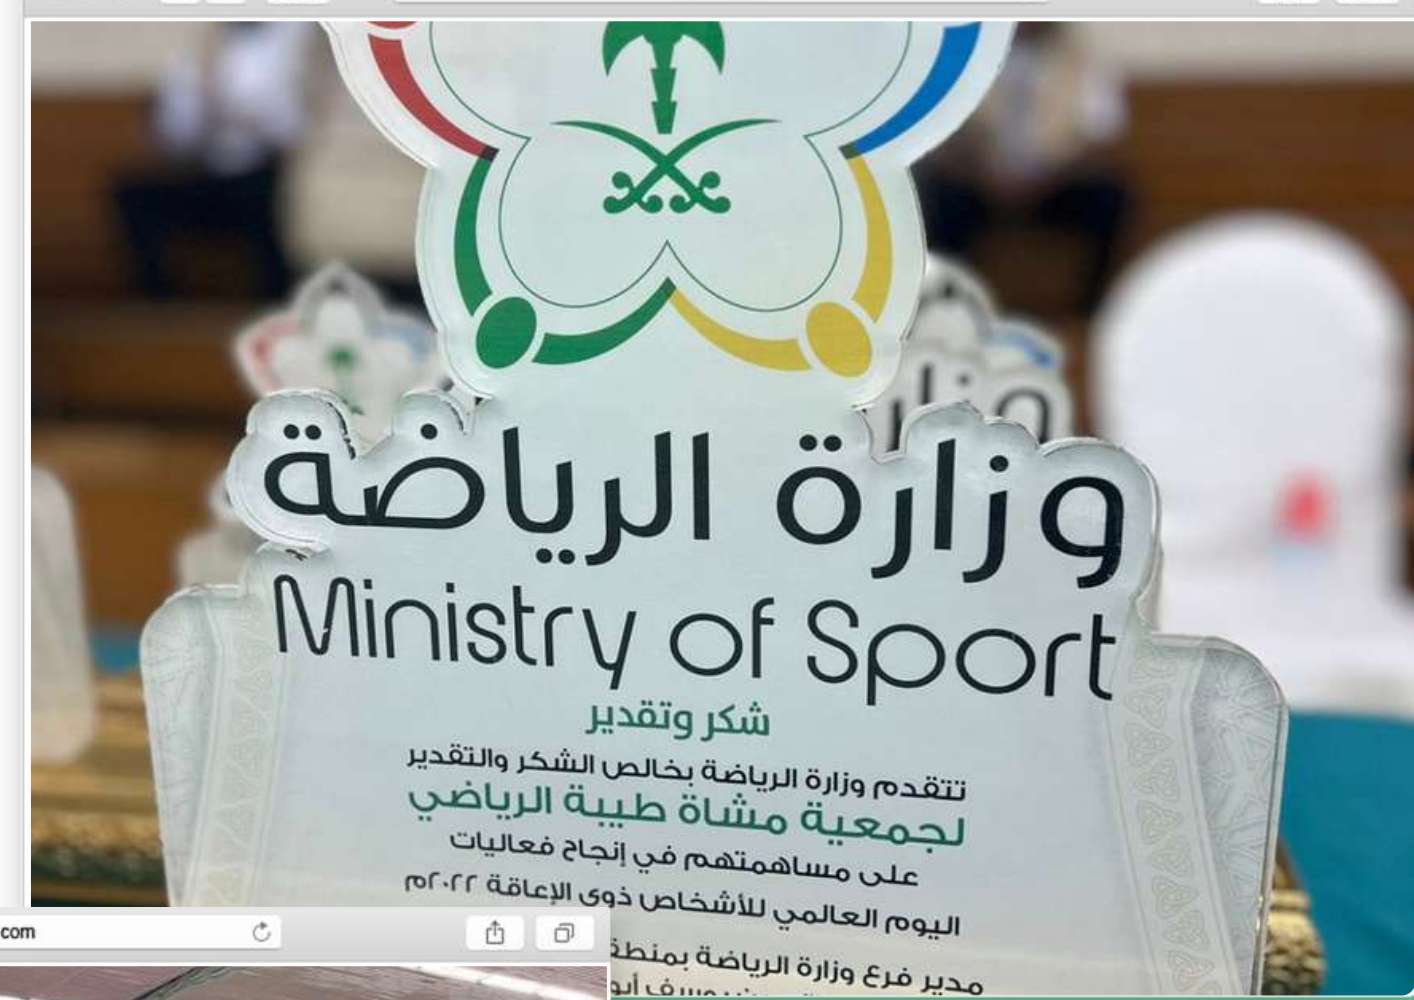 وزارة الرياضة
Ministry of Sport
شكر وتقدير
تتقدم وزارة الرياضة بخالص الشكر والتقدير
لجمعية مشاة طيبة الرياضي
على مساهمتهم في إنجاح فعاليات
اليوم العالمي للأشخاص ذوي الإعاقة ٢٠٢٢م
مدير فرع وزارة الرياضة
com